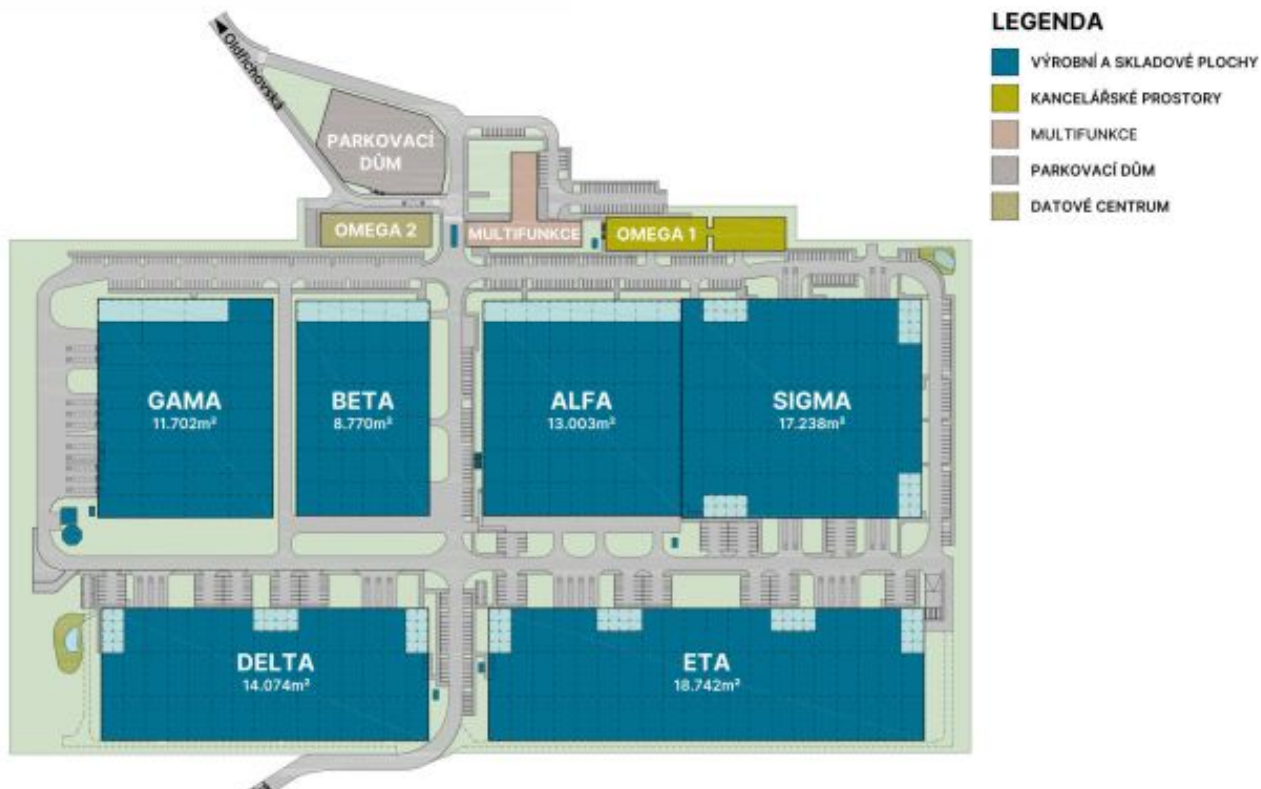 LEGENDA
VÝROBNÍ A SKLADOVÉ PLOCHY
KANCELÁŘSKÉ PROSTORY
MULTIFUNKCE
PARKOVACÍ DŮM
DATOVÉ CENTRUM
Oldřichovská
PARKOVACÍ
DŮM
OMEGA 2
MULTIFUNKCE
OMEGA 1
GAMA
11.702m²
BETA
8.770m²
ALFA
13.003m²
SIGMA
17.238m²
DELTA
14.074m²
ETA
18.742m²